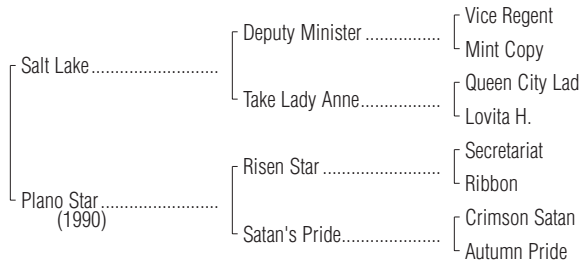 Vice Regent
Deputy Minister .................
Mint Copy
Salt Lake.............................
Queen City Lad
Take Lady Anne..................
Lovita H.
Secretariat
Risen Star ..........................
Ribbon
Plano Star ..........................
(1990)
Crimson Satan
Satan's Pride......................
Autumn Pride